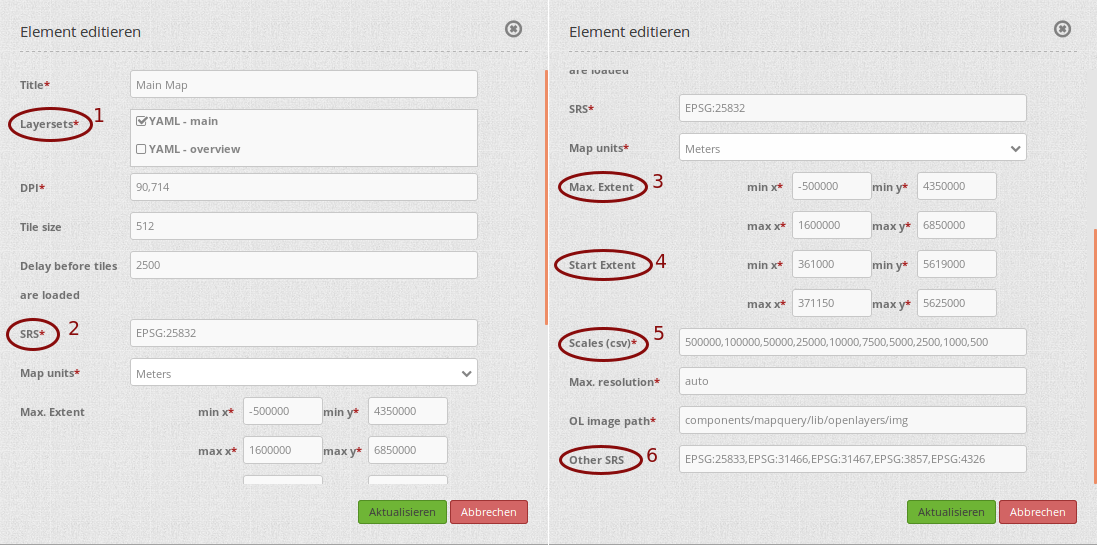 Element editieren
Title* Main Map
Layersets* 1 YAML - main
YAML - overview
DPI* 90,714
Tile size 512
Delay before tiles 2500
are loaded
SRS* 2 EPSG:25832
Map units* Meters
Max. Extent min x* -500000 min y* 4350000
max x* 1600000 max y* 6850000
Aktualisieren Abbrechen
Element editieren
are loaded
SRS* EPSG:25832
Map units* Meters
Max. Extent 3 min x* -500000 min y* 4350000
max x* 1600000 max y* 6850000
Start Extent 4 min x* 361000 min y* 5619000
max x* 371150 max y* 5625000
Scales (csv)* 5 500000,100000,50000,25000,10000,7500,5000,2500,1000,500
Max. resolution* auto
OL image path* components/mapquery/lib/openlayers/img
Other SRS 6 EPSG:25833,EPSG:31466,EPSG:31467,EPSG:3857,EPSG:4326
Aktualisieren Abbrechen